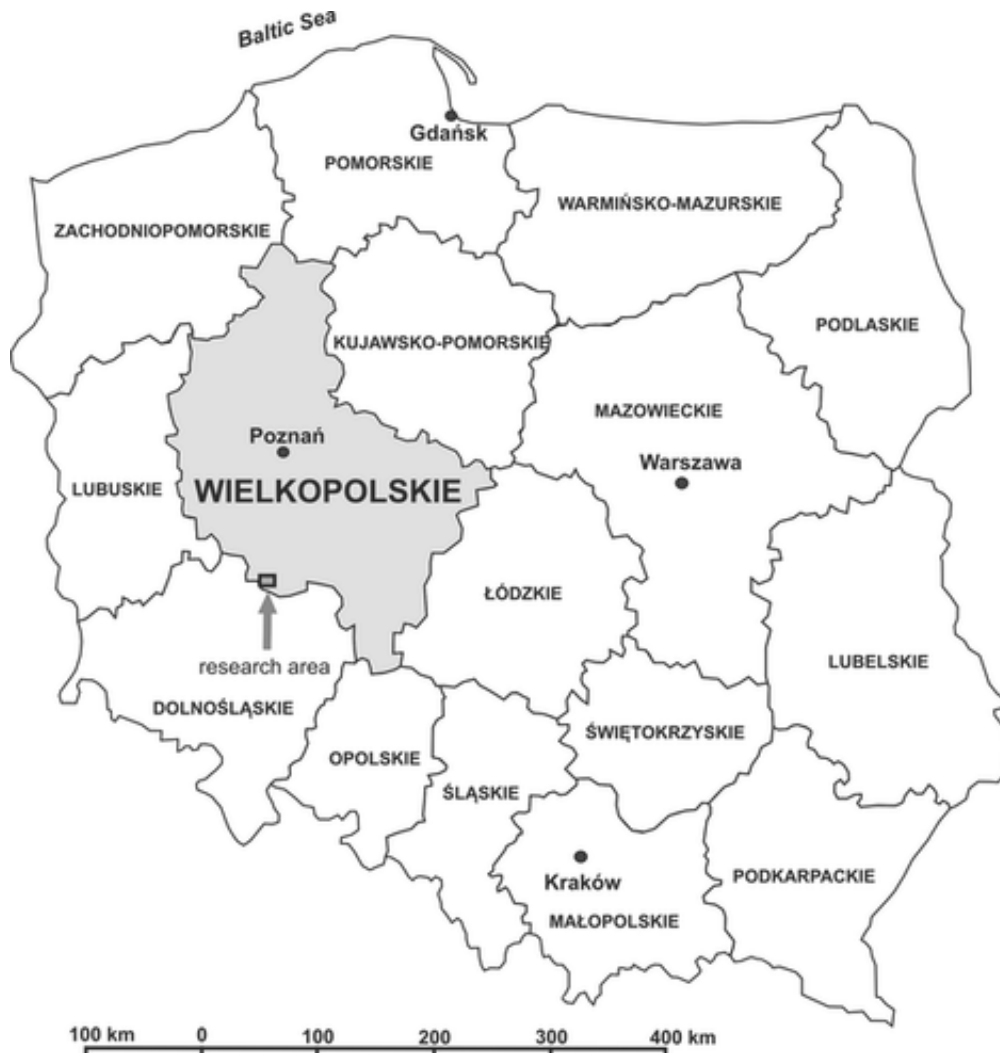 Baltic Sea
Gdańsk
POMORSKIE
WARMIŃSKO-MAZURSKIE
ZACHODNIOPOMORSKIE
PODLASKIE
KUJAWSKO-POMORSKIE
MAZOWIECKIE
Poznań
Warszawa
LUBUSKIE
WIELKOPOLSKIE
ŁÓDZKIE
research area
LUBELSKIE
DOLNOŚLĄSKIE
ŚWIĘTOKRZYSKIE
OPOLSKIE
ŚLĄSKIE
Kraków
PODKARPACKIE
MAŁOPOLSKIE
100 km 0 100 200 300 400 km